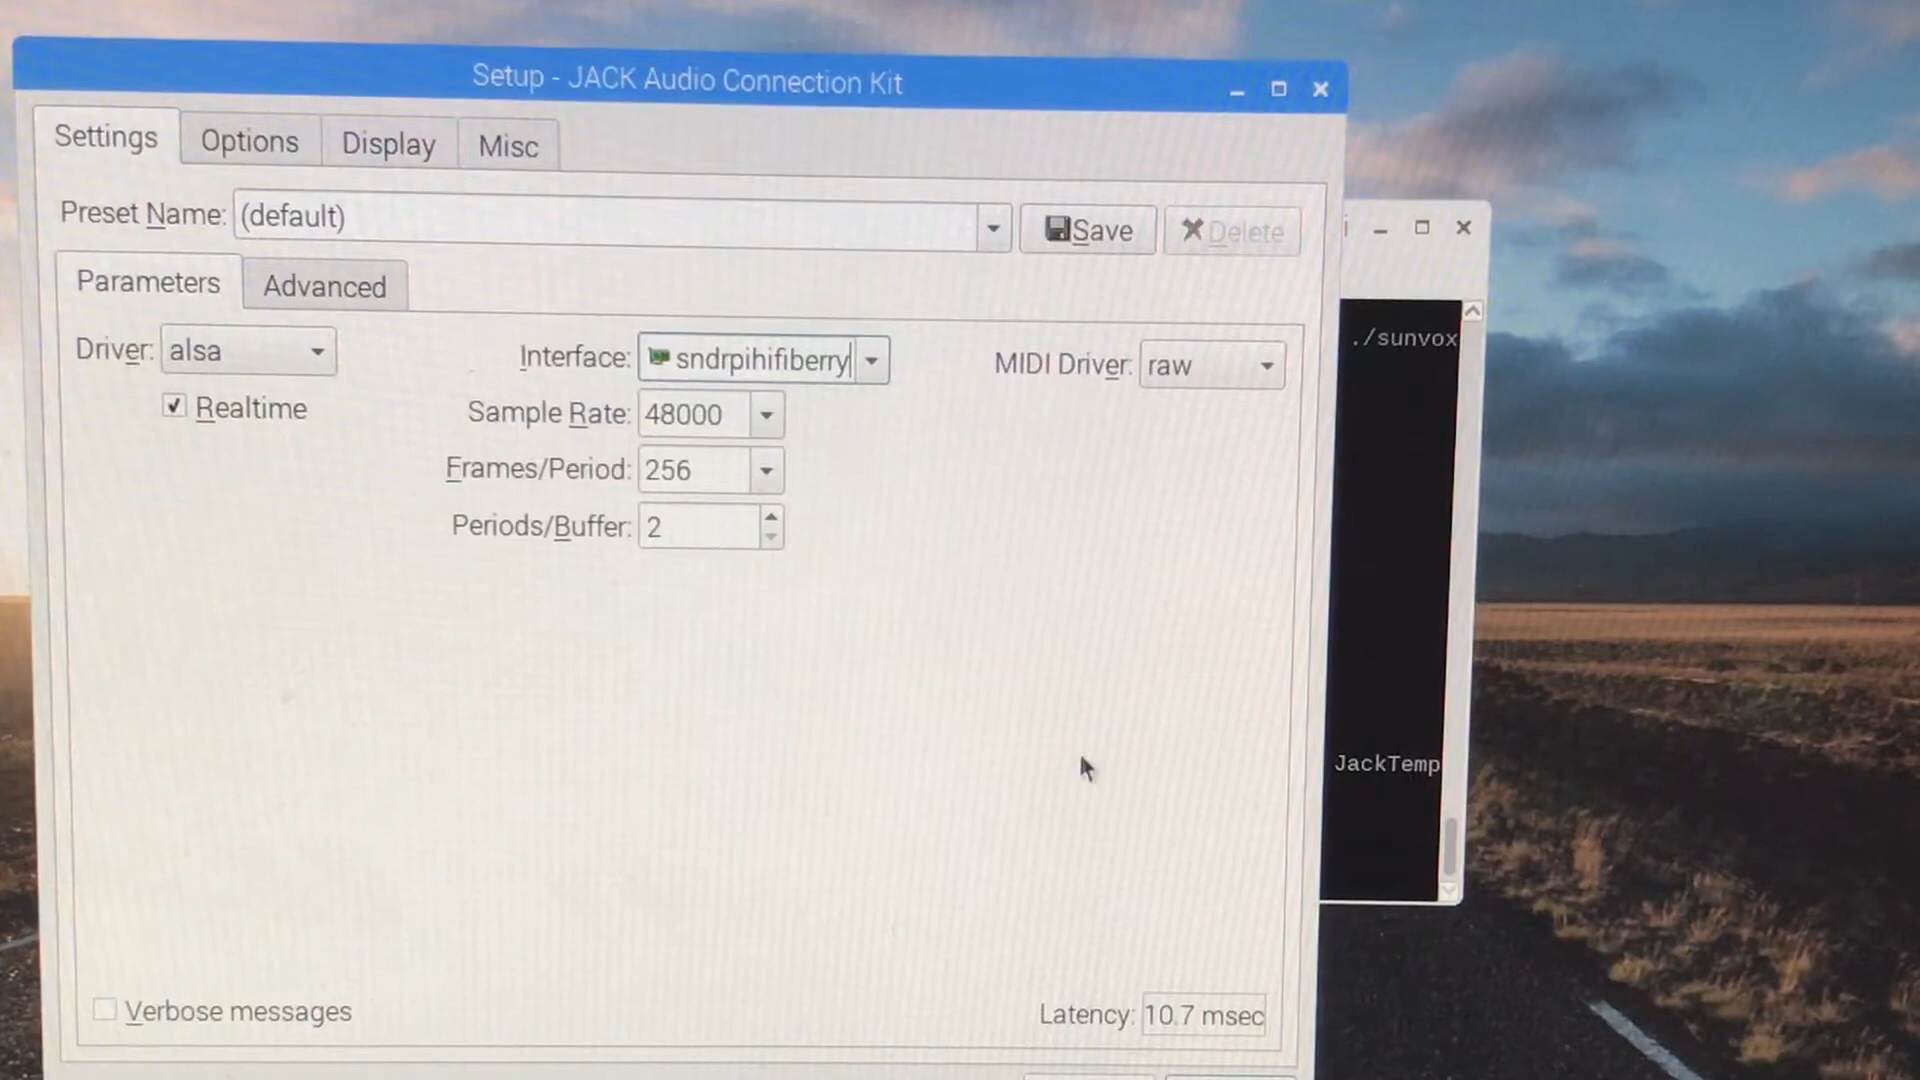 Setup - JACK Audio Connection Kit
Settings Options Display Misc
Preset Name: (default) Save Delete
Parameters Advanced
Driver: alsa Interface: sndrpihifiberry MIDI Driver: raw
Realtime Sample Rate: 48000
Frames/Period: 256
Periods/Buffer: 2
Verbose messages Latency: 10.7 msec
./sunvox
JackTemp